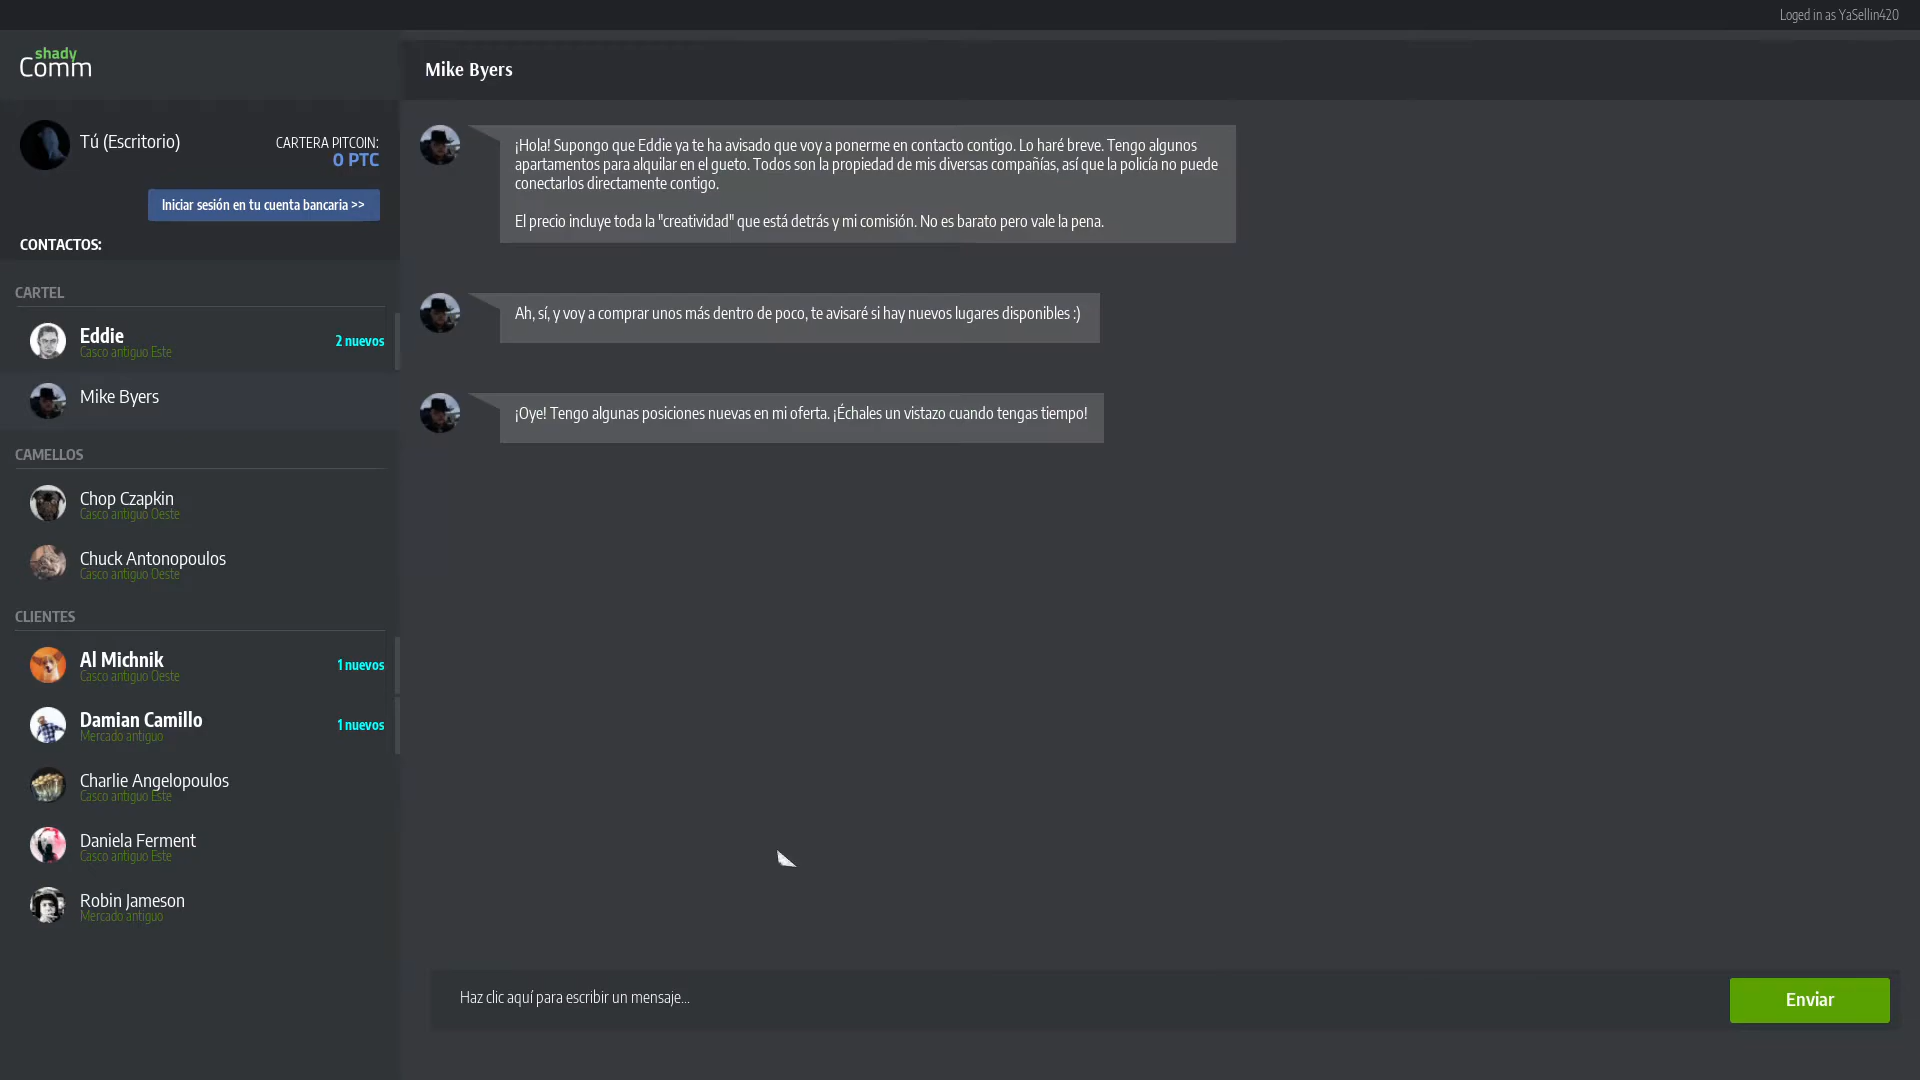 Loged in as YaSellin420
shady
Comm
Tú (Escritorio)
CARTERA PITCOIN:
0 PTC
Iniciar sesión en tu cuenta bancaria >>
CONTACTOS:
CARTEL
Eddie
Casco antiguo Este
2 nuevos
Mike Byers
CAMELLOS
Chop Czapkin
Casco antiguo Oeste
Chuck Antonopoulos
Casco antiguo Oeste
CLIENTES
Al Michnik
Casco antiguo Oeste
1 nuevos
Damian Camillo
Mercado antiguo
1 nuevos
Charlie Angelopoulos
Casco antiguo Este
Daniela Ferment
Casco antiguo Este
Robin Jameson
Mercado antiguo
Mike Byers
¡Hola! Supongo que Eddie ya te ha avisado que voy a ponerme en contacto contigo. Lo haré breve. Tengo algunos
apartamentos para alquilar en el gueto. Todos son la propiedad de mis diversas compañías, así que la policía no puede
conectarlos directamente contigo.
El precio incluye toda la "creatividad" que está detrás y mi comisión. No es barato pero vale la pena.
Ah, sí, y voy a comprar unos más dentro de poco, te avisaré si hay nuevos lugares disponibles :)
¡Oye! Tengo algunas posiciones nuevas en mi oferta. ¡Échales un vistazo cuando tengas tiempo!
Haz clic aquí para escribir un mensaje...
Enviar